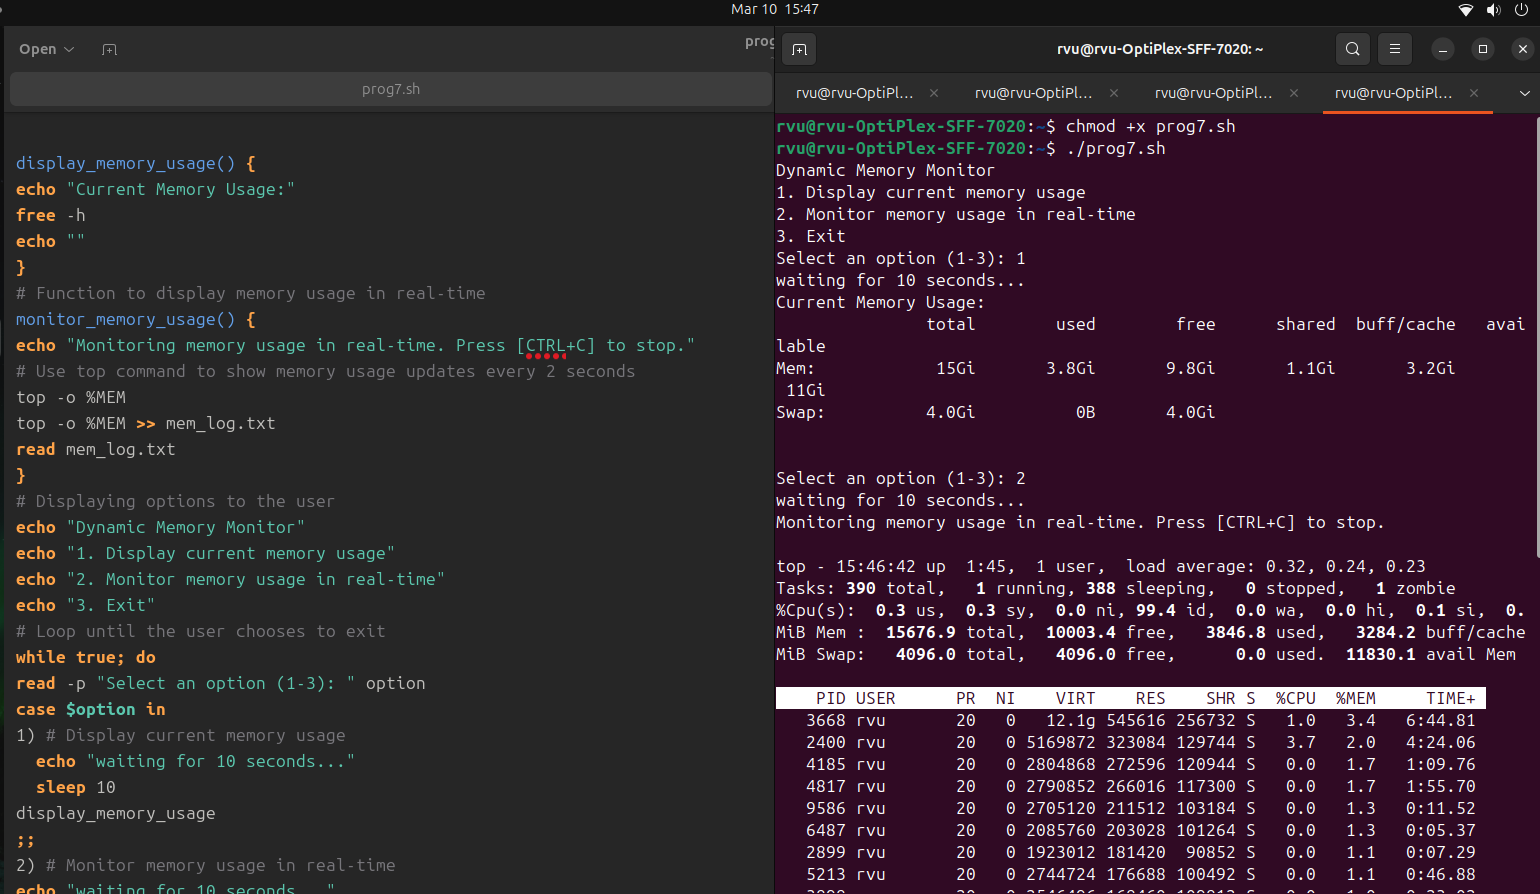 Mar 10 15:47
Open
prog
prog7.sh
display_memory_usage() {
echo "Current Memory Usage:"
free -h
echo ""
}
# Function to display memory usage in real-time
monitor_memory_usage() {
echo "Monitoring memory usage in real-time. Press [CTRL+C] to stop."
# Use top command to show memory usage updates every 2 seconds
top -o %MEM
top -o %MEM >> mem_log.txt
read mem_log.txt
}
# Displaying options to the user
echo "Dynamic Memory Monitor"
echo "1. Display current memory usage"
echo "2. Monitor memory usage in real-time"
echo "3. Exit"
# Loop until the user chooses to exit
while true; do
read -p "Select an option (1-3): " option
case $option in
1) # Display current memory usage
echo "waiting for 10 seconds..."
sleep 10
display_memory_usage
;;
2) # Monitor memory usage in real-time
echo "waiting for 10 seconds..."
rvu@rvu-OptiPlex-SFF-7020: ~
rvu@rvu-OptiPl... rvu@rvu-OptiPl... rvu@rvu-OptiPl... rvu@rvu-OptiPl...
rvu@rvu-OptiPlex-SFF-7020:~$ chmod +x prog7.sh
rvu@rvu-OptiPlex-SFF-7020:~$ ./prog7.sh
Dynamic Memory Monitor
1. Display current memory usage
2. Monitor memory usage in real-time
3. Exit
Select an option (1-3): 1
waiting for 10 seconds...
Current Memory Usage:
total used free shared buff/cache avai
lable
Mem: 15Gi 3.8Gi 9.8Gi 1.1Gi 3.2Gi
11Gi
Swap: 4.0Gi 0B 4.0Gi
Select an option (1-3): 2
waiting for 10 seconds...
Monitoring memory usage in real-time. Press [CTRL+C] to stop.
top - 15:46:42 up 1:45, 1 user, load average: 0.32, 0.24, 0.23
Tasks: 390 total, 1 running, 388 sleeping, 0 stopped, 1 zombie
%Cpu(s): 0.3 us, 0.3 sy, 0.0 ni, 99.4 id, 0.0 wa, 0.0 hi, 0.1 si, 0.
MiB Mem : 15676.9 total, 10003.4 free, 3846.8 used, 3284.2 buff/cache
MiB Swap: 4096.0 total, 4096.0 free, 0.0 used. 11830.1 avail Mem
PID USER PR NI VIRT RES SHR S %CPU %MEM TIME+
3668 rvu 20 0 12.1g 545616 256732 S 1.0 3.4 6:44.81
2400 rvu 20 0 5169872 323084 129744 S 3.7 2.0 4:24.06
4185 rvu 20 0 2804868 272596 120944 S 0.0 1.7 1:09.76
4817 rvu 20 0 2790852 266016 117300 S 0.0 1.7 1:55.70
9586 rvu 20 0 2705120 211512 103184 S 0.0 1.3 0:11.52
6487 rvu 20 0 2085760 203028 101264 S 0.0 1.3 0:05.37
2899 rvu 20 0 1923012 181420 90852 S 0.0 1.1 0:07.29
5213 rvu 20 0 2744724 176688 100492 S 0.0 1.1 0:46.88